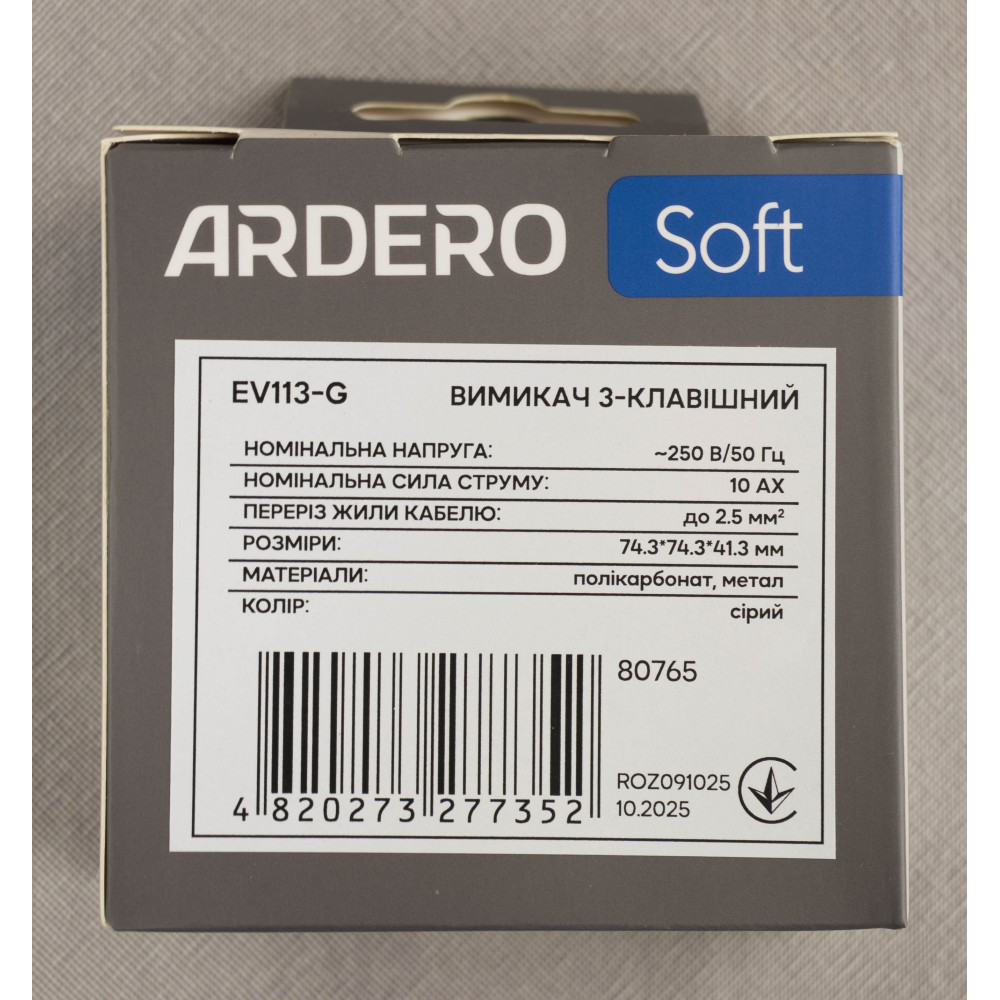 ARDERO Soft
EV113-G ВИМИКАЧ 3-КЛАВІШНИЙ
НОМІНАЛЬНА НАПРУГА: ~250 В/50 Гц
НОМІНАЛЬНА СИЛА СТРУМУ: 10 АХ
ПЕРЕРІЗ ЖИЛИ КАБЕЛЮ: до 2.5 мм²
РОЗМІРИ: 74.3*74.3*41.3 мм
МАТЕРІАЛИ: полікарбонат, метал
КОЛІР: сірий
80765
ROZ091025
10.2025
4 820273 277352